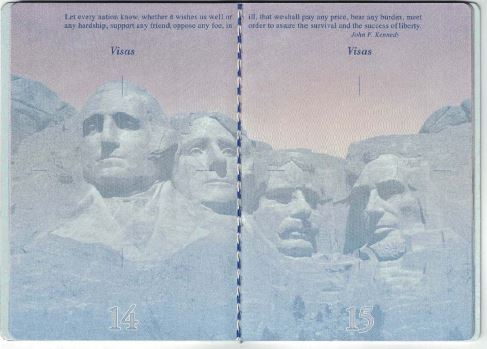 Let every nation know, whether it wishes us well or ill, that we shall pay any price, bear any burden, meet
any hardship, support any friend, oppose any foe, in order to assure the survival and the success of liberty.
John F. Kennedy
Visas
Visas
14
15